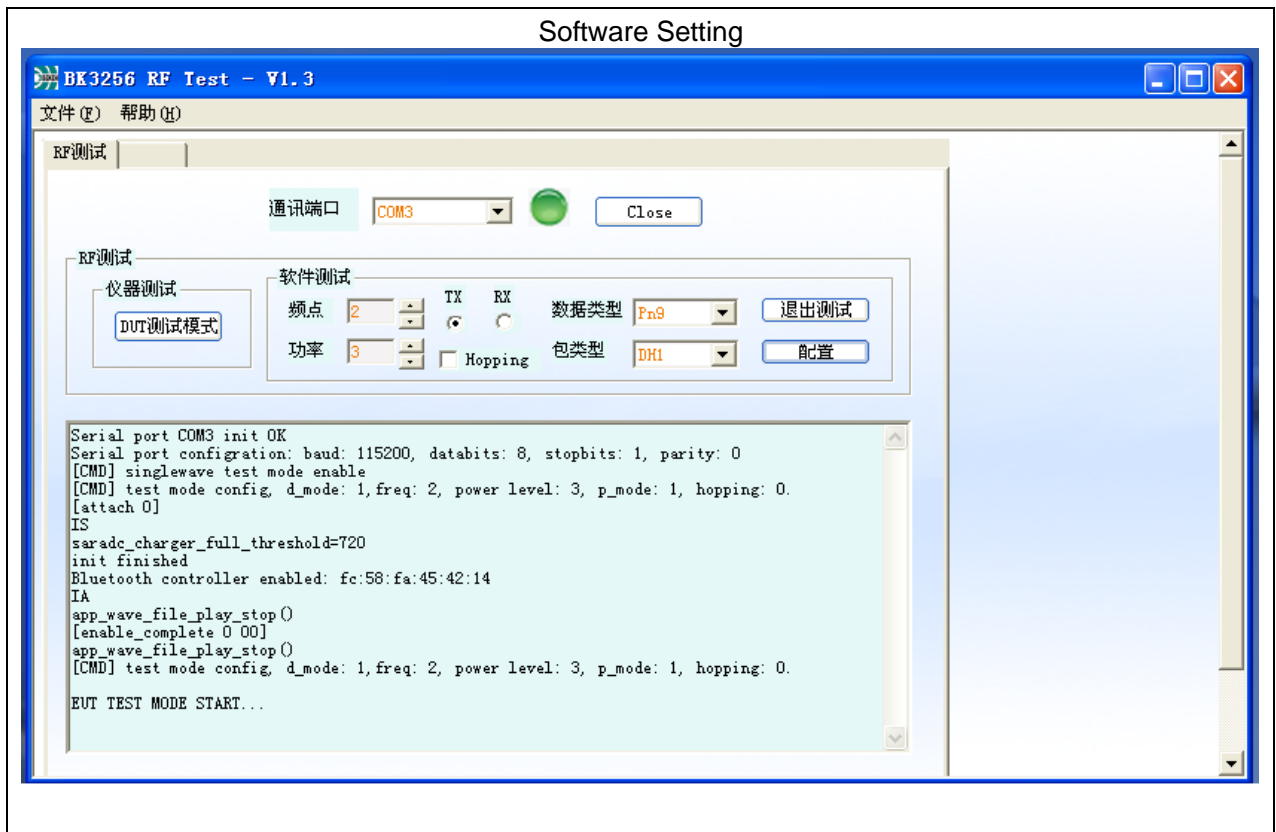 Software Setting
BK3256 RF Test - V1.3
文件(F) 帮助(H)
RF测试
通讯端口 COM3 Close
RF测试
仪器测试 软件测试
频点 2 TX RX 数据类型 Pn9 退出测试
DUT测试模式
功率 3 Hopping 包类型 DH1 配置
Serial port COM3 init OK
Serial port configration: baud: 115200, databits: 8, stopbits: 1, parity: 0
[CMD] singlewave test mode enable
[CMD] test mode config, d_mode: 1,freq: 2, power level: 3, p_mode: 1, hopping: 0.
[attach 0]
IS
saradc_charger_full_threshold=720
init finished
Bluetooth controller enabled: fc:58:fa:45:42:14
IA
app_wave_file_play_stop()
[enable_complete 0 00]
app_wave_file_play_stop()
[CMD] test mode config, d_mode: 1,freq: 2, power level: 3, p_mode: 1, hopping: 0.
EUT TEST MODE START...